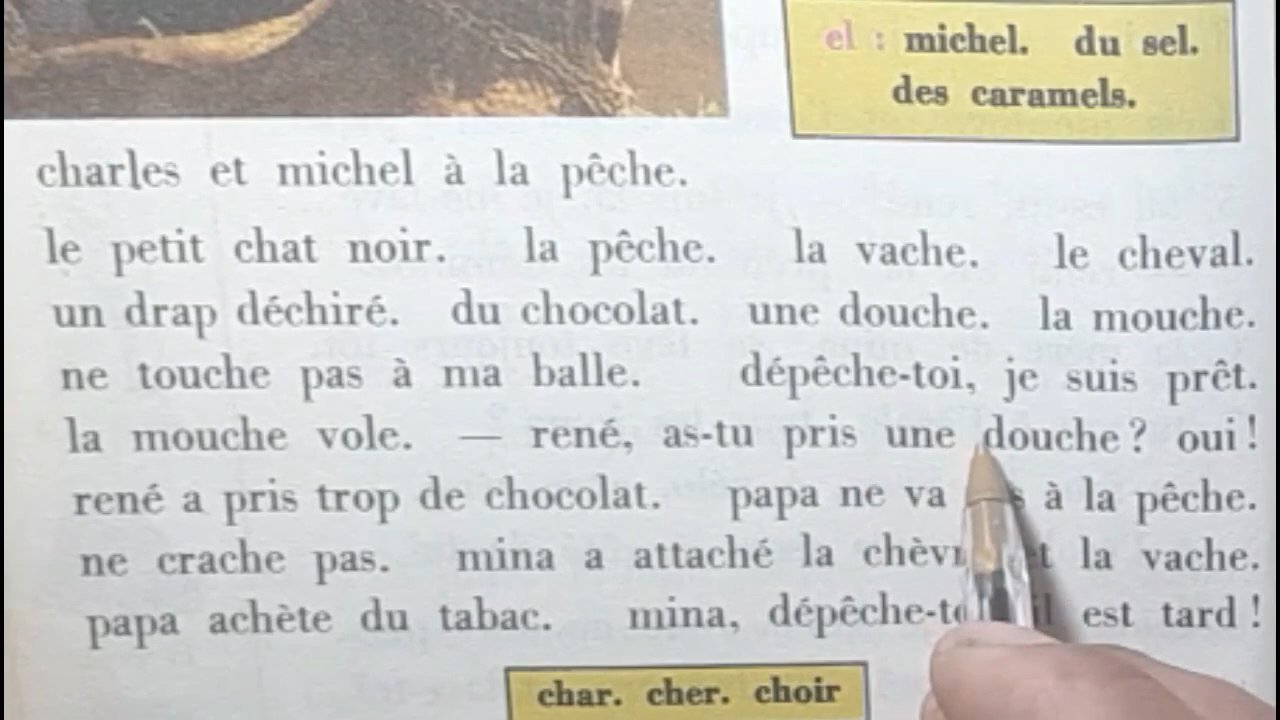 el : michel. du sel.
des caramels.
charles et michel à la pêche.
le petit chat noir. la pêche. la vache. le cheval.
un drap déchiré. du chocolat. une douche. la mouche.
ne touche pas à ma balle. dépêche-toi, je suis prêt.
la mouche vole. — rené, as-tu pris une douche? oui!
rené a pris trop de chocolat. papa ne va à la pêche.
ne crache pas. mina a attaché la et la vache.
papa achète du tabac. mina, il est tard!
char. cher. choir